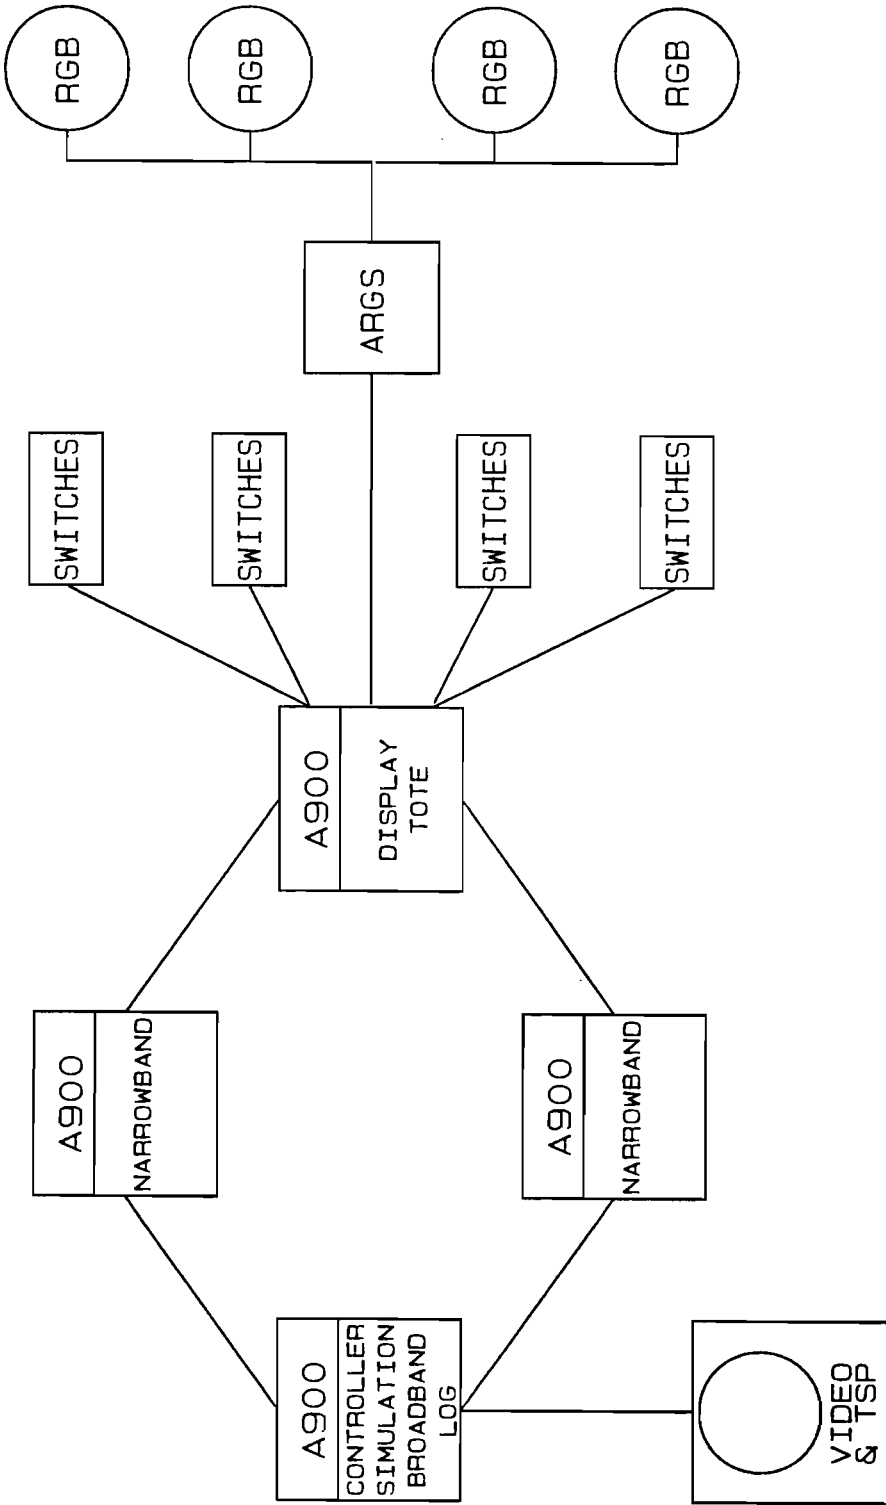 A900
CONTROLLER
SIMULATION
BROADBAND
LOG
VIDEO
& TSP
A900
NARROWBAND
A900
NARROWBAND
A900
DISPLAY
TOTE
SWITCHES
SWITCHES
SWITCHES
SWITCHES
ARGS
RGB
RGB
RGB
RGB